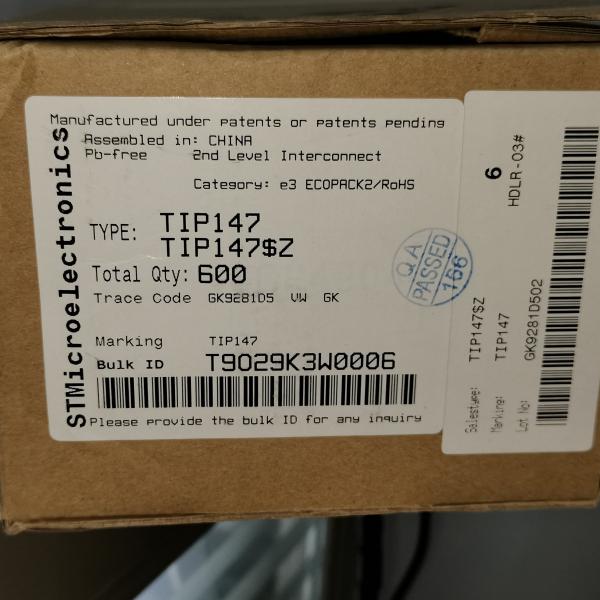 STMicroelectronics
Manufactured under patents or patents pending
Assembled in: CHINA
Pb-free 2nd Level Interconnect
Category: e3 ECOPACK2/RoHS
TYPE: TIP147
TIP147$Z
Total Qty: 600
Trace Code GK9281D5 VW GK
Marking TIP147
Bulk ID T9029K3W0006
Please provide the bulk ID for any inquiry
QA
PASSED
166
6
HDLR-03#
Salestype: TIP147$Z
Marking: TIP147
Lot No: GK9281D502